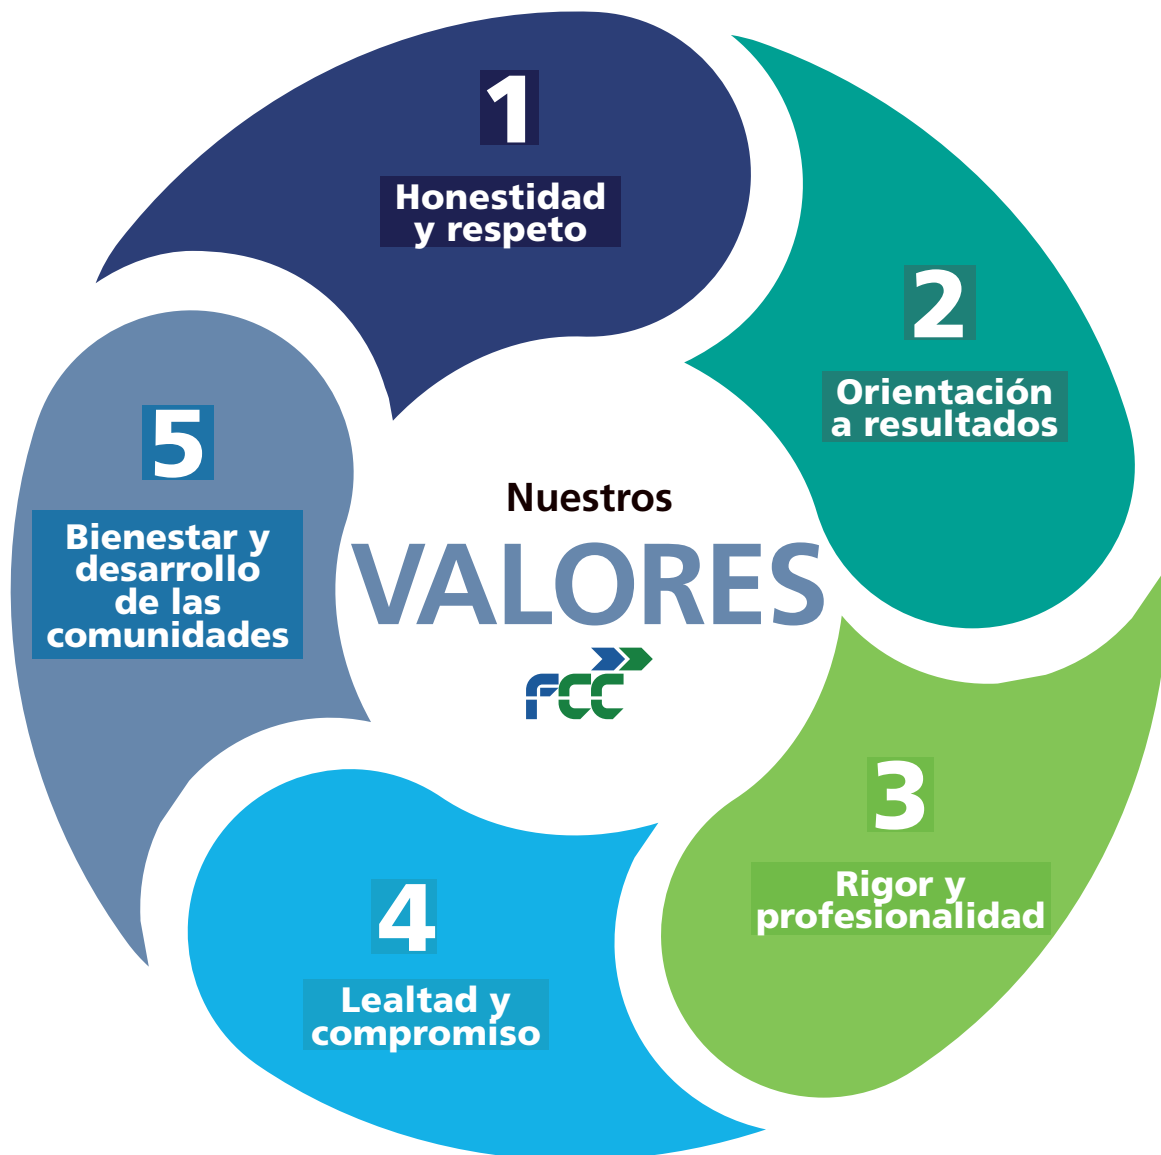 1
Honestidad
y respeto
2
Orientación
a resultados
3
Rigor y
profesionalidad
4
Lealtad y
compromiso
5
Bienestar y
desarrollo
de las
comunidades
Nuestros
VALORES
FCC